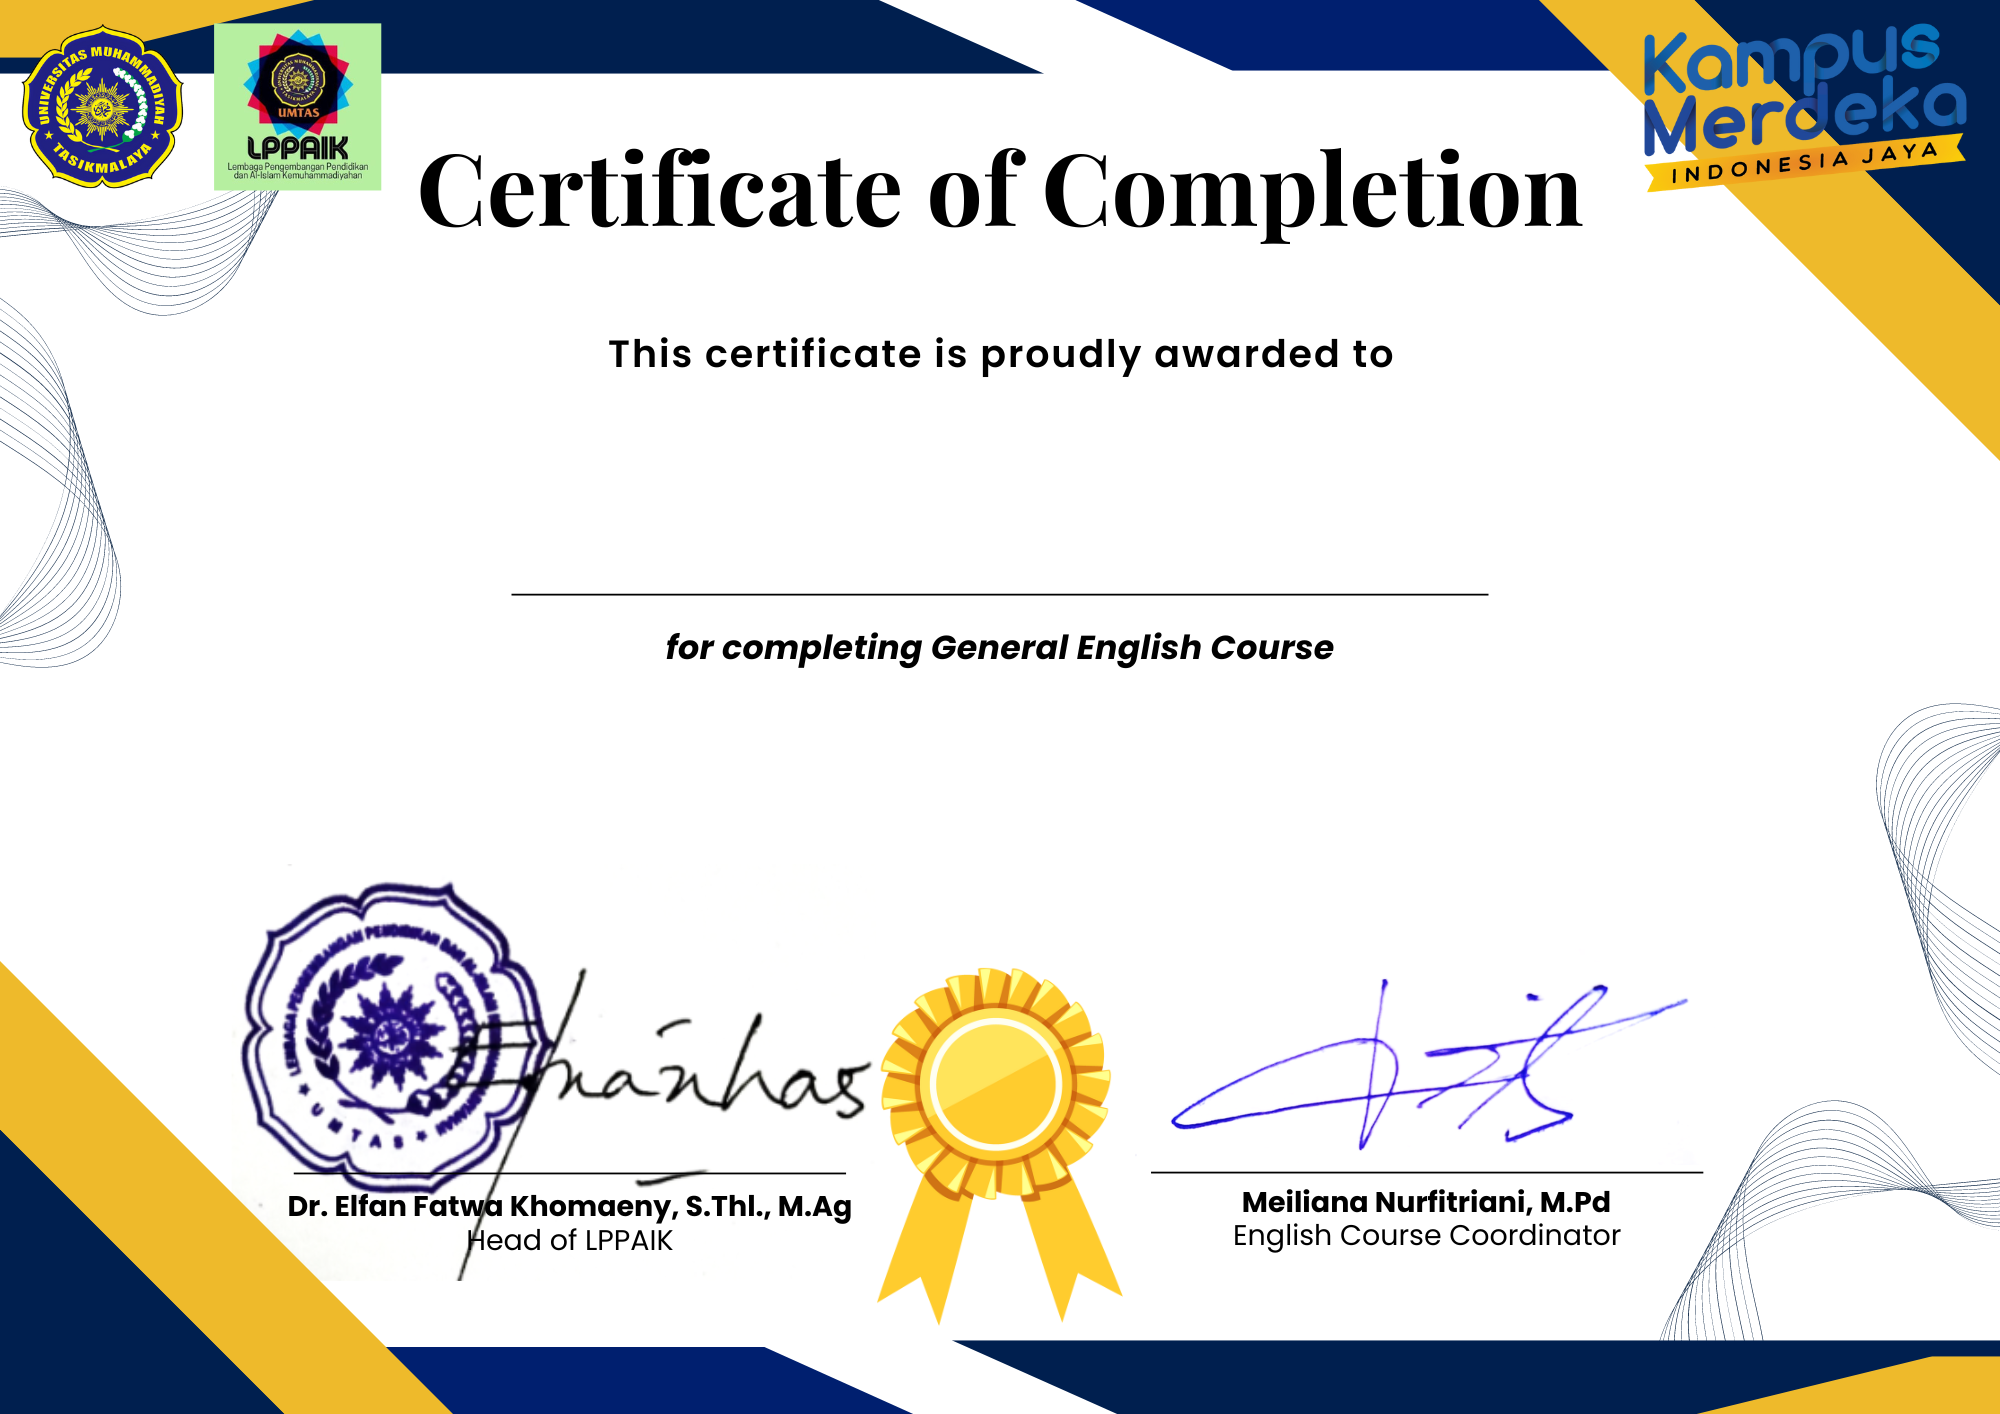 UNIVERSITAS MUHAMMADIYAH
TASIKMALAYA
UMTAS
LPPAIK
Lembaga Pengembangan Pendidikan
dan Al-Islam Kemuhammadiyahan
Kampus
Merdeka
INDONESIA JAYA
Certificate of Completion
This certificate is proudly awarded to
for completing General English Course
LEMBAGA PENGEMBANGAN PENDIDIKAN DAN AL-ISLAM
UMTAS
Dr. Elfan Fatwa Khomaeny, S.Thl., M.Ag
Head of LPPAIK
Meiliana Nurfitriani, M.Pd
English Course Coordinator